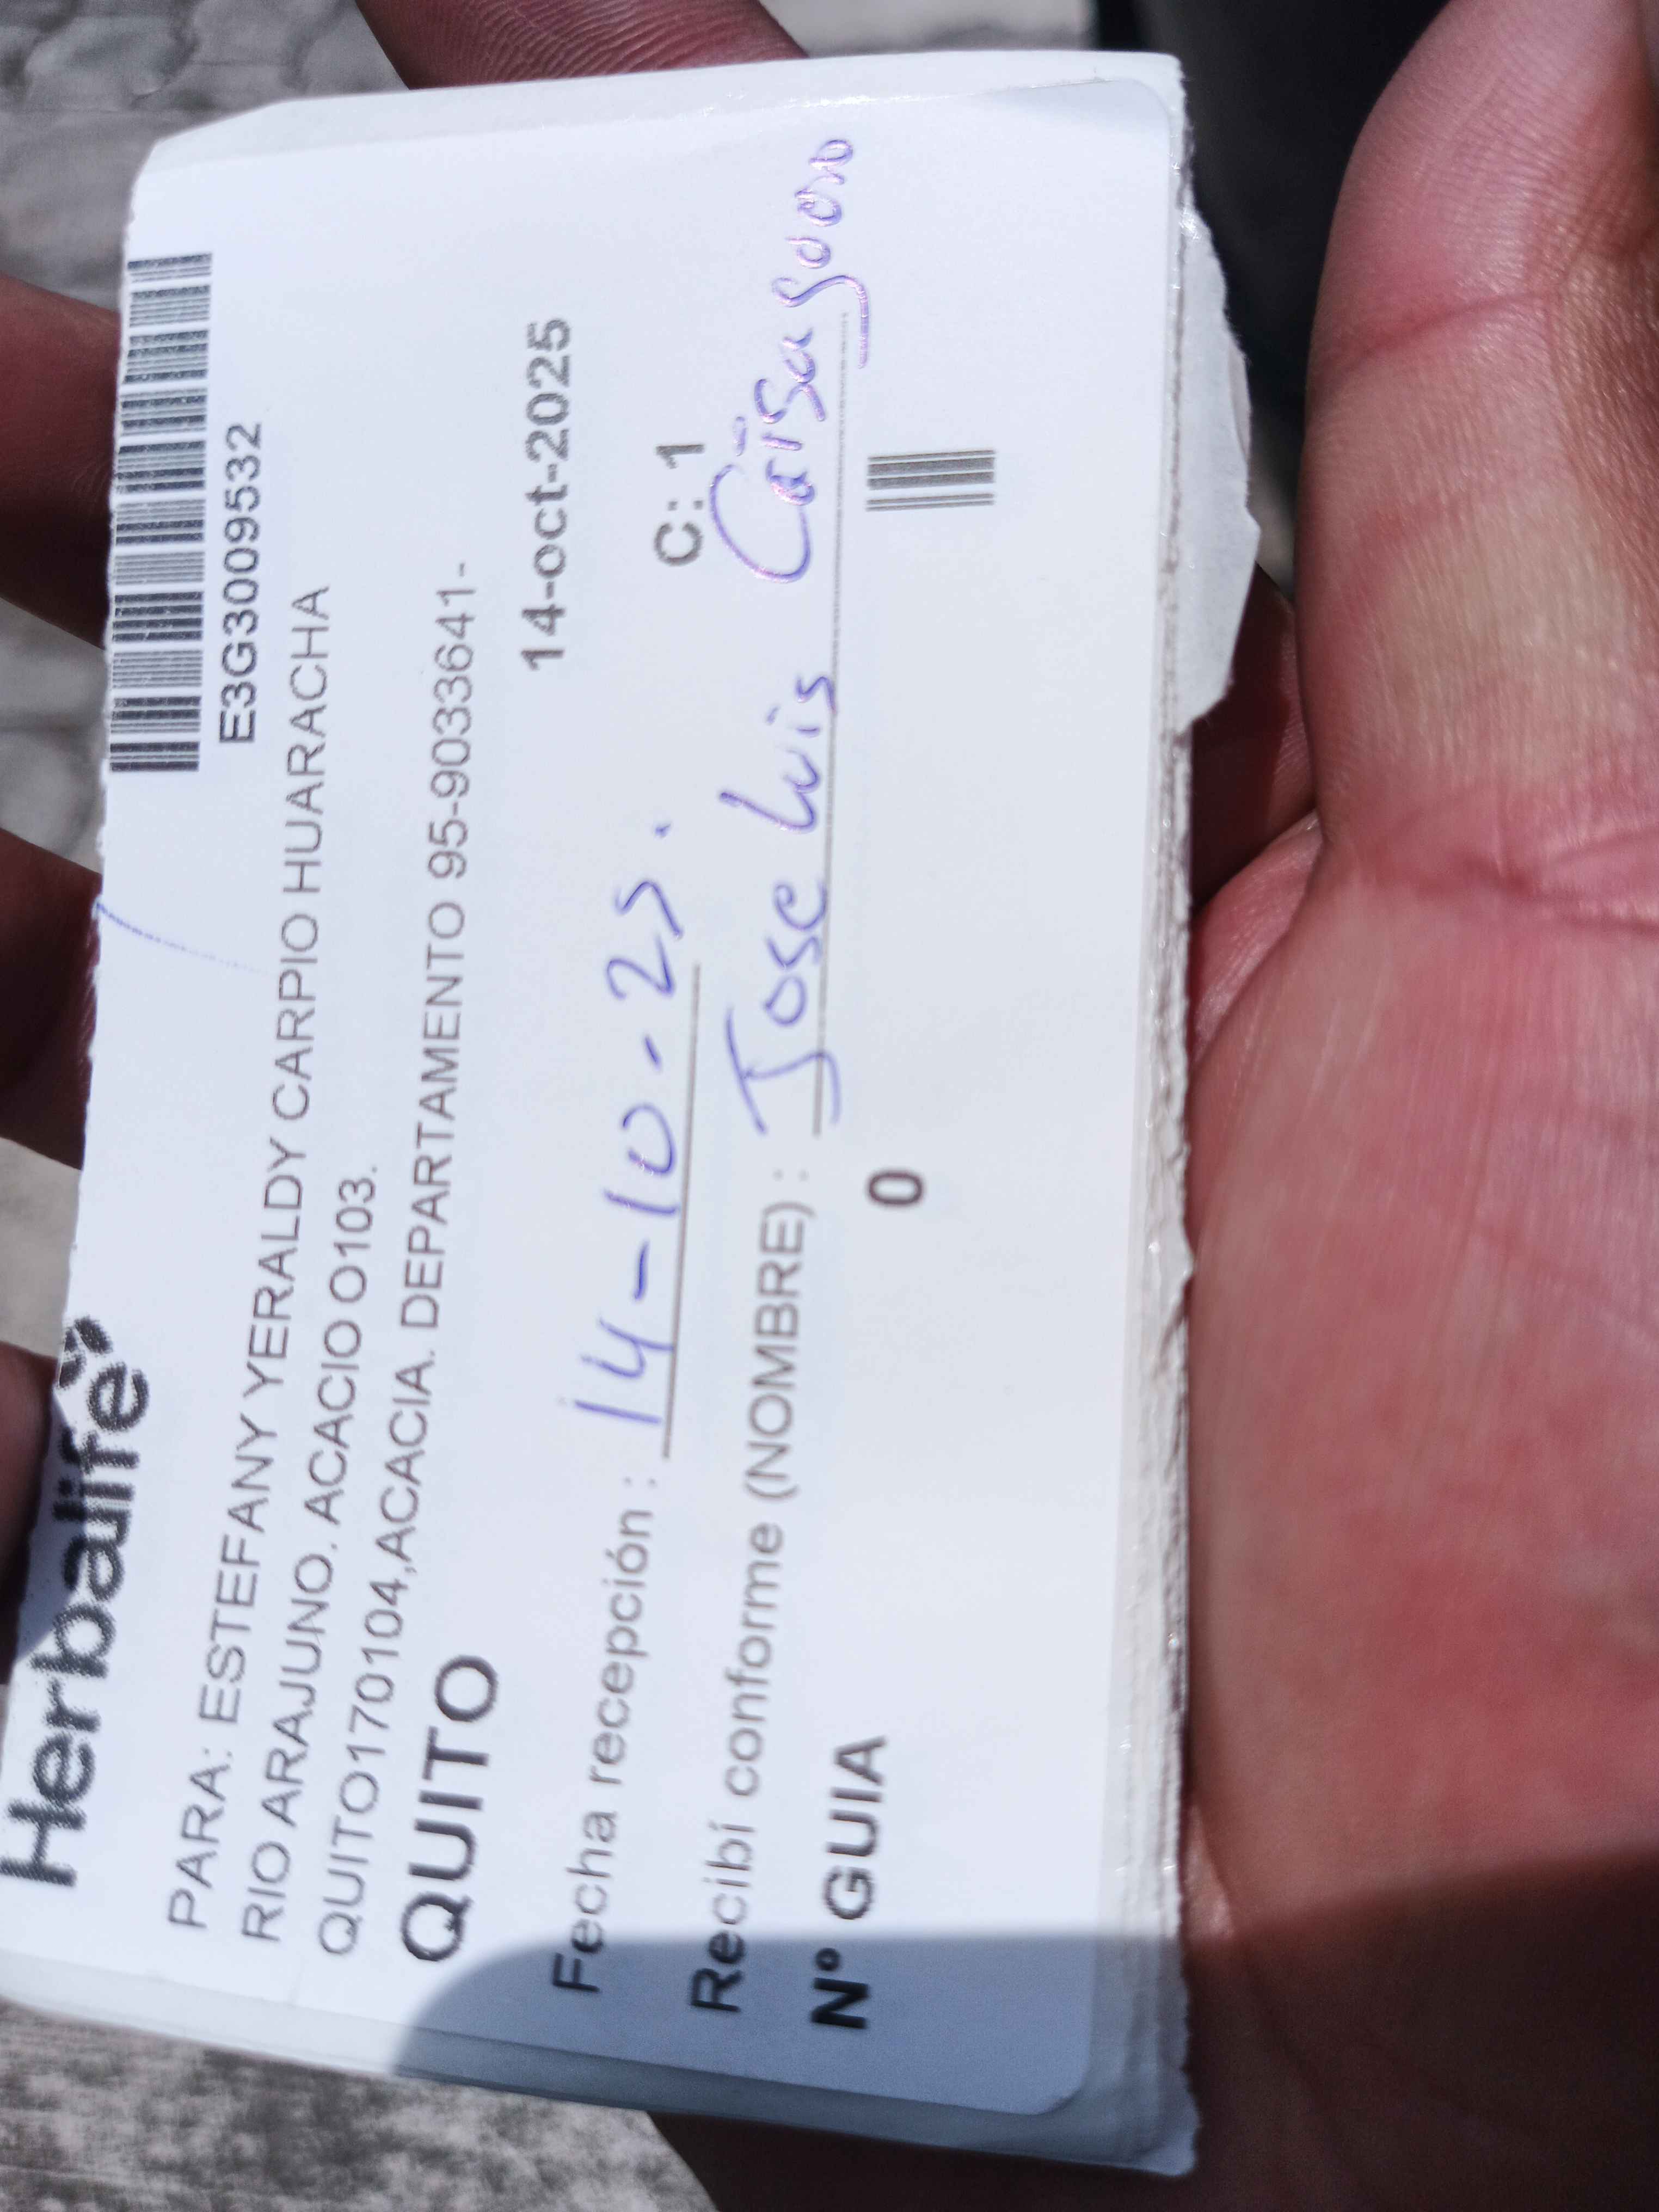 Herbalife
E3G3009532
PARA: ESTEFANY YERALDY CARPIO HUARACHA
RIO ARAJUNO. ACACIO O103.
QUITO170104,ACACIA. DEPARTAMENTO 95-9033641-
QUITO
14-oct-2025
Fecha recepción : 14-10-25.
C: 1
Recibí conforme (NOMBRE) : Jose Luis
Nº GUIA 0